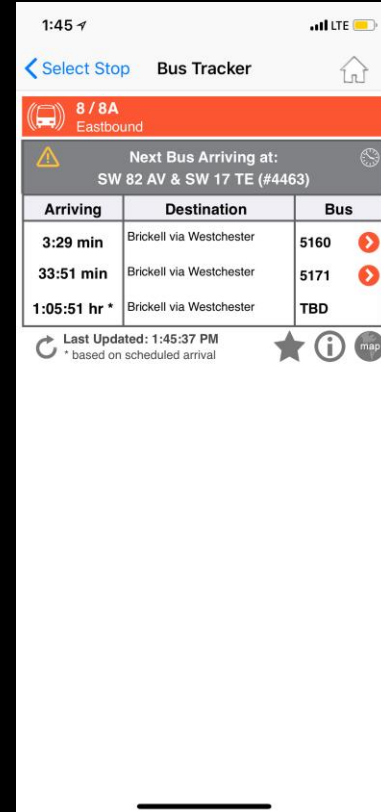 1:45 LTE
Select Stop Bus Tracker
8 / 8A
Eastbound
Next Bus Arriving at:
SW 82 AV & SW 17 TE (#4463)
Arriving Destination Bus
3:29 min Brickell via Westchester 5160
33:51 min Brickell via Westchester 5171
1:05:51 hr * Brickell via Westchester TBD
Last Updated: 1:45:37 PM
* based on scheduled arrival
map